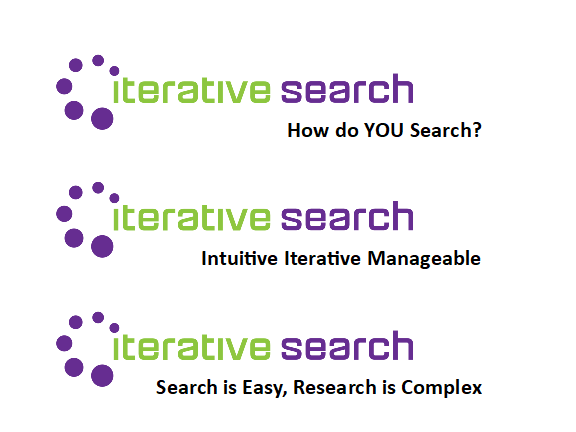 iterative search
How do YOU Search?
iterative search
Intuitive Iterative Manageable
iterative search
Search is Easy, Research is Complex